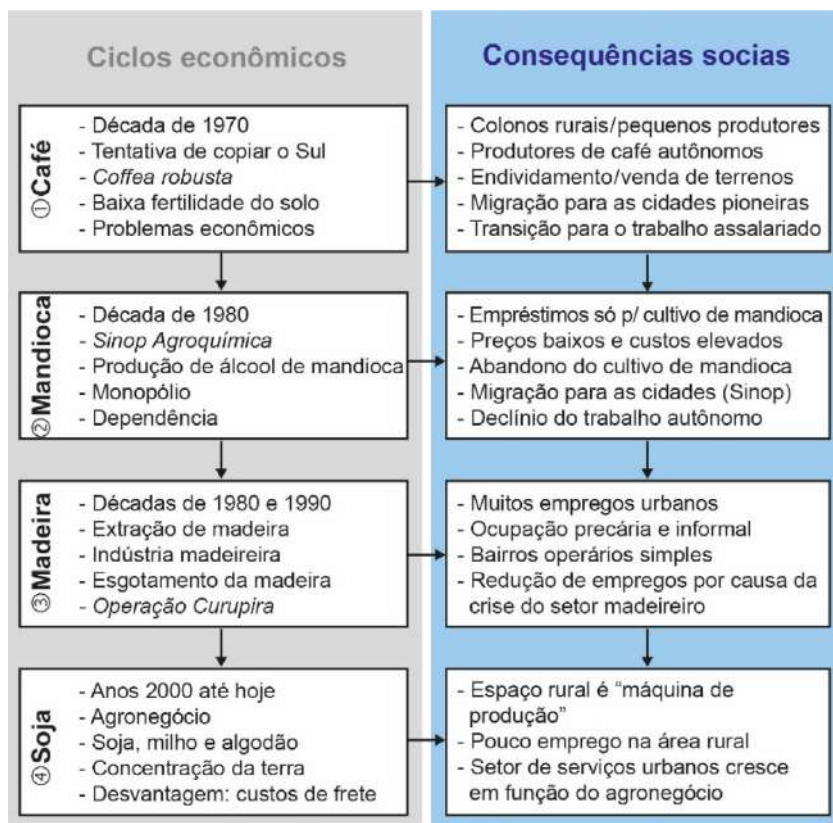 Ciclos econômicos
Consequências socias
①Café
- Década de 1970
- Tentativa de copiar o Sul
- Coffea robusta
- Baixa fertilidade do solo
- Problemas econômicos
- Colonos rurais/pequenos produtores
- Produtores de café autônomos
- Endividamento/venda de terrenos
- Migração para as cidades pioneiras
- Transição para o trabalho assalariado
②Mandioca
- Década de 1980
- Sinop Agroquímica
- Produção de álcool de mandioca
- Monopólio
- Dependência
- Empréstimos só p/ cultivo de mandioca
- Preços baixos e custos elevados
- Abandono do cultivo de mandioca
- Migração para as cidades (Sinop)
- Declínio do trabalho autônomo
③Madeira
- Décadas de 1980 e 1990
- Extração de madeira
- Indústria madeireira
- Esgotamento da madeira
- Operação Curupira
- Muitos empregos urbanos
- Ocupação precária e informal
- Bairros operários simples
- Redução de empregos por causa da
crise do setor madeireiro
④Soja
- Anos 2000 até hoje
- Agronegócio
- Soja, milho e algodão
- Concentração da terra
- Desvantagem: custos de frete
- Espaço rural é “máquina de
produção”
- Pouco emprego na área rural
- Setor de serviços urbanos cresce
em função do agronegócio